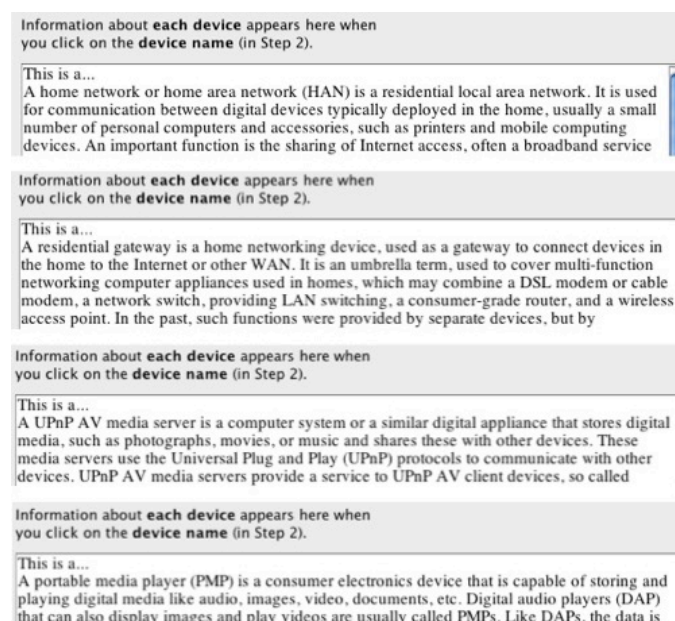 Information about each device appears here when
you click on the device name (in Step 2).
This is a...
A home network or home area network (HAN) is a residential local area network. It is used
for communication between digital devices typically deployed in the home, usually a small
number of personal computers and accessories, such as printers and mobile computing
devices. An important function is the sharing of Internet access, often a broadband service
Information about each device appears here when
you click on the device name (in Step 2).
This is a...
A residential gateway is a home networking device, used as a gateway to connect devices in
the home to the Internet or other WAN. It is an umbrella term, used to cover multi-function
networking computer appliances used in homes, which may combine a DSL modem or cable
modem, a network switch, providing LAN switching, a consumer-grade router, and a wireless
access point. In the past, such functions were provided by separate devices, but by
Information about each device appears here when
you click on the device name (in Step 2).
This is a...
A UPnP AV media server is a computer system or a similar digital appliance that stores digital
media, such as photographs, movies, or music and shares these with other devices. These
media servers use the Universal Plug and Play (UPnP) protocols to communicate with other
devices. UPnP AV media servers provide a service to UPnP AV client devices, so called
Information about each device appears here when
you click on the device name (in Step 2).
This is a...
A portable media player (PMP) is a consumer electronics device that is capable of storing and
playing digital media like audio, images, video, documents, etc. Digital audio players (DAP)
that can also display images and play videos are usually called PMPs. Like DAPs, the data is